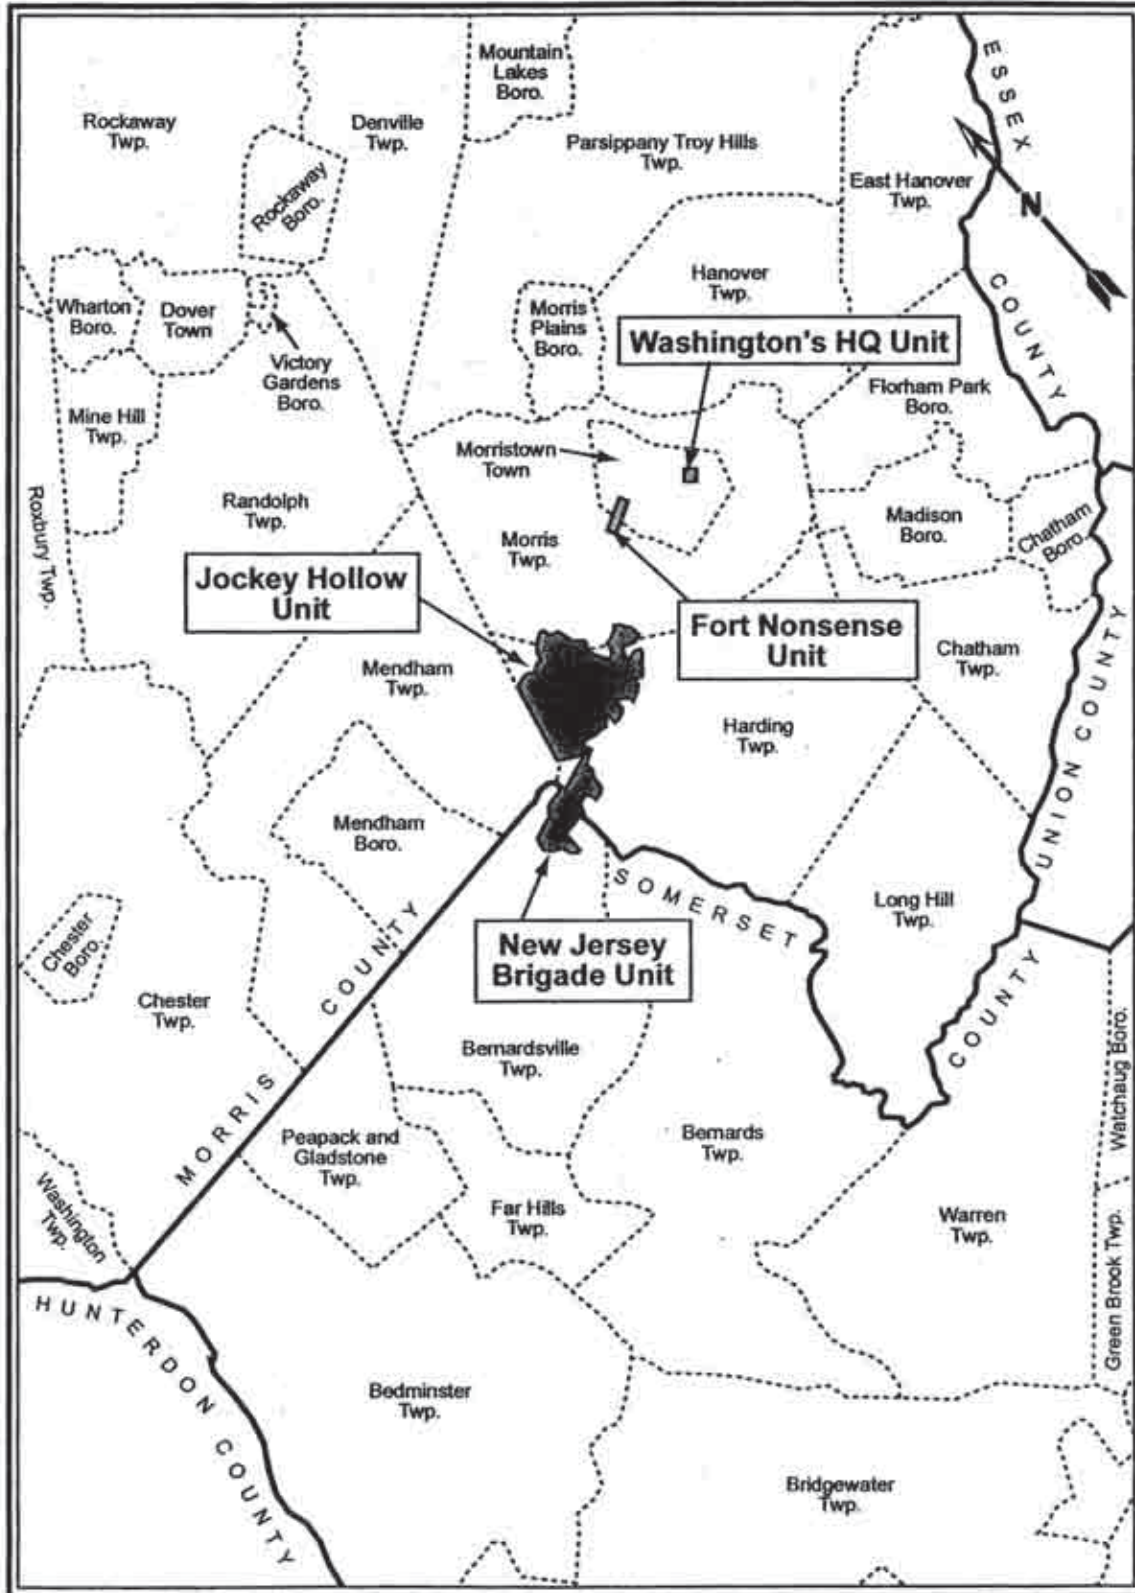 Mountain
Lakes
Boro.
ESSEX
Rockaway
Twp.
Denville
Twp.
Parsippany Troy Hills
Twp.
East Hanover
Twp.
Rockaway
Boro.
N
Hanover
Twp.
COUNTY
Wharton
Boro.
Dover
Town
Morris
Plains
Boro.
Washington's HQ Unit
Victory
Gardens
Boro.
Florham Park
Boro.
Mine Hill
Twp.
Morristown
Town
Roxbury Twp.
Randolph
Twp.
Madison
Boro.
Chatham
Boro.
Morris
Twp.
Jockey Hollow
Unit
Fort Nonsense
Unit
Mendham
Twp.
Chatham
Twp.
Harding
Twp.
UNION COUNTY
Mendham
Boro.
SOMERSET
Long Hill
Twp.
Chester
Boro.
New Jersey
Brigade Unit
COUNTY
COUNTY
Chester
Twp.
Bernardsville
Twp.
Watchaug Boro.
MORRIS
Peapack and
Gladstone
Twp.
Bernards
Twp.
Washington
Twp.
Far Hills
Twp.
Warren
Twp.
Green Brook Twp.
HUNTERDON COUNTY
Bedminster
Twp.
Bridgewater
Twp.